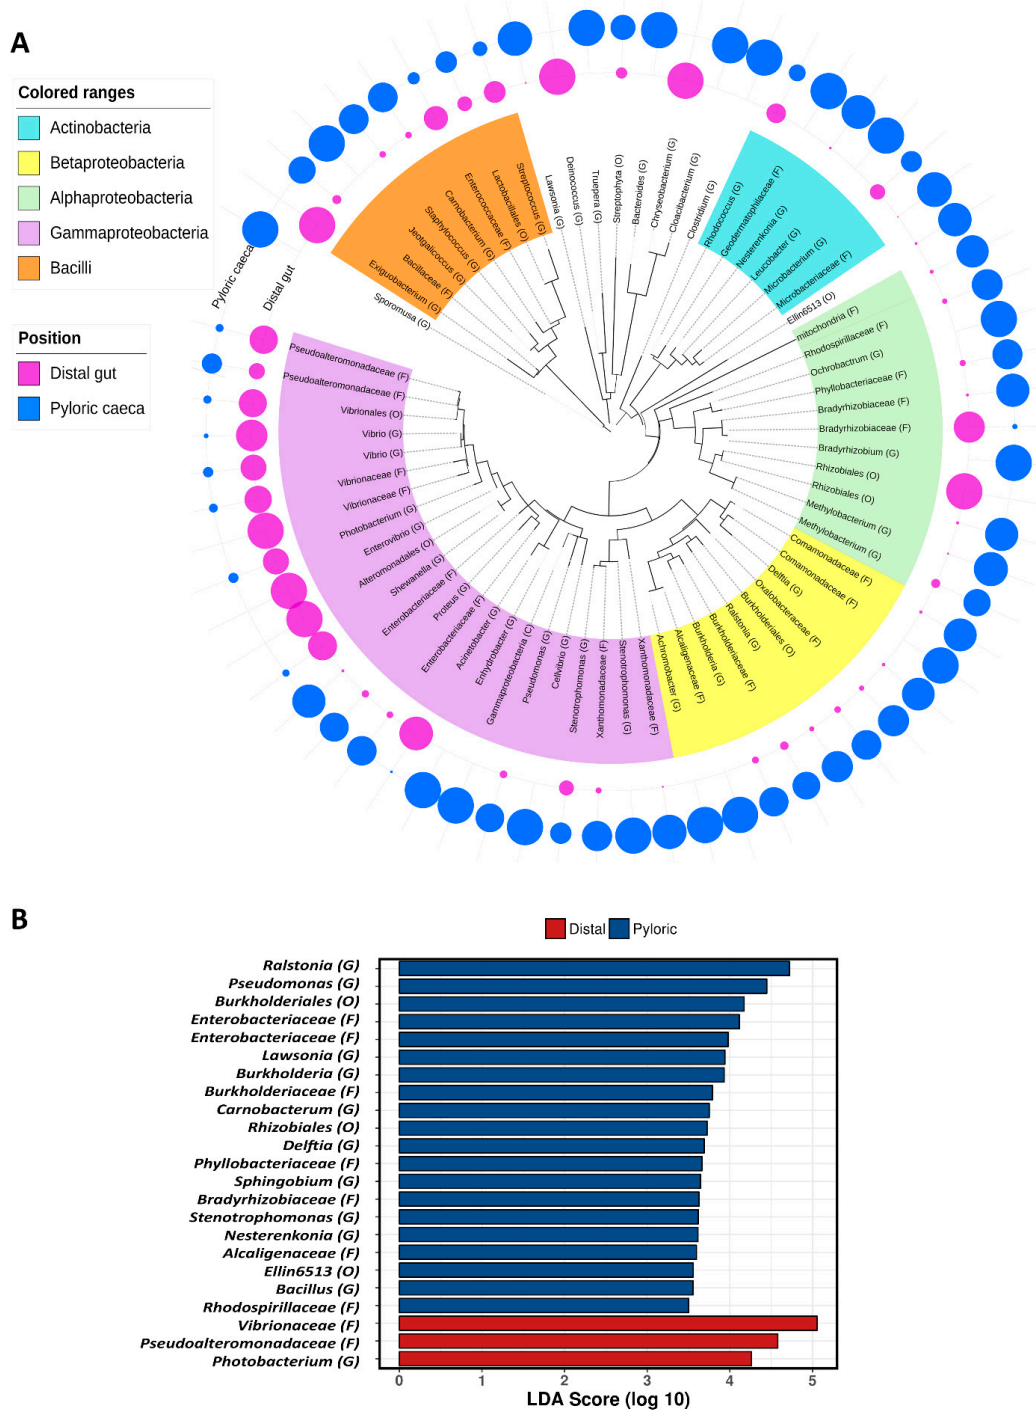 A
Colored ranges
Actinobacteria
Betaproteobacteria
Alphaproteobacteria
Gammaproteobacteria
Bacilli
Position
Distal gut
Pyloric caeca
Pyloric caeca
Distal gut
Sporomusa (G)
Exiguobacterium (G)
Bacillaceae (F)
Jeotgalicoccus (G)
Staphylococcus (G)
Carnobacterium (G)
Enterococcaceae (F)
Lactobacillales (O)
Streptococcus (G)
Lawsonia (G)
Deinococcus (G)
Truepera (G)
Streptophyta (O)
Bacteroides (G)
Chryseobacterium (G)
Cloacibacterium (G)
Clostridium (G)
Rhodococcus (G)
Geodermatophilaceae (F)
Nesterenkonia (G)
Leucobacter (G)
Microbacterium (G)
Microbacteriaceae (F)
Ellin6513 (O)
mitochondria (F)
Rhodospirillaceae (F)
Ochrobactrum (G)
Phyllobacteriaceae (F)
Bradyrhizobiaceae (F)
Bradyrhizobiaceae (F)
Bradyrhizobium (G)
Rhizobiales (O)
Rhizobiales (O)
Methylobacterium (G)
Methylobacterium (G)
Comamonadaceae (F)
Comamonadaceae (F)
Delftia (G)
Oxalobacteraceae (F)
Burkholderiales (O)
Ralstonia (G)
Burkholderiaceae (F)
Burkholderia (G)
Alcaligenaceae (F)
Achromobacter (G)
Xanthomonadaceae (F)
Stenotrophomonas (G)
Xanthomonadaceae (F)
Stenotrophomonas (G)
Cellvibrio (G)
Pseudomonas (G)
Gammaproteobacteria (C)
Enhydrobacter (G)
Acinetobacter (G)
Enterobacteriaceae (F)
Proteus (G)
Enterobacteriaceae (F)
Shewanella (G)
Alteromonadales (O)
Enterovibrio (G)
Photobacterium (G)
Vibrionaceae (F)
Vibrionaceae (F)
Vibrio (G)
Vibrio (G)
Vibrionales (O)
Pseudoalteromonadaceae (F)
Pseudoalteromonadaceae (F)
B
Distal Pyloric
Ralstonia (G)
Pseudomonas (G)
Burkholderiales (O)
Enterobacteriaceae (F)
Enterobacteriaceae (F)
Lawsonia (G)
Burkholderia (G)
Burkholderiaceae (F)
Carnobacterum (G)
Rhizobiales (O)
Delftia (G)
Phyllobacteriaceae (F)
Sphingobium (G)
Bradyrhizobiaceae (F)
Stenotrophomonas (G)
Nesterenkonia (G)
Alcaligenaceae (F)
Ellin6513 (O)
Bacillus (G)
Rhodospirillaceae (F)
Vibrionaceae (F)
Pseudoalteromonadaceae (F)
Photobacterium (G)
0 1 2 3 4 5
LDA Score (log 10)